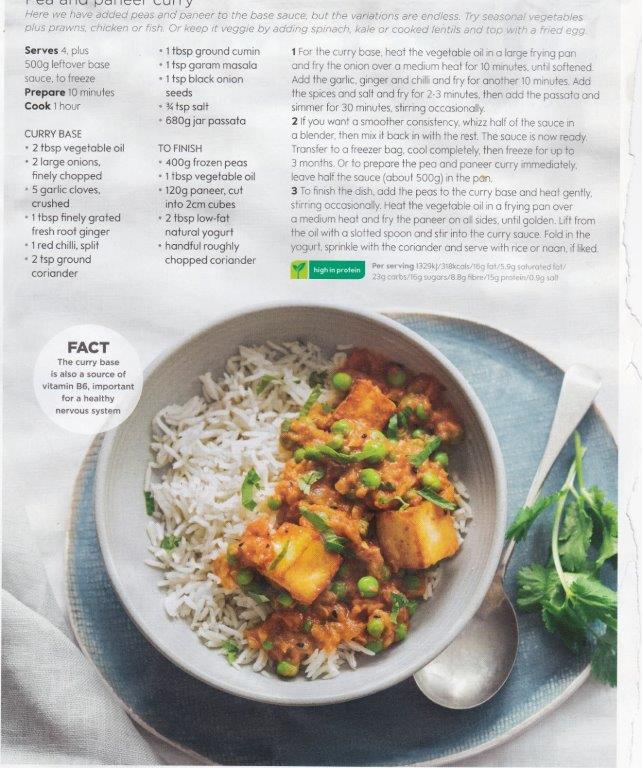 Pea and paneer curry
Here we have added peas and paneer to the base sauce, but the variations are endless. Try seasonal vegetables
plus prawns, chicken or fish. Or keep it veggie by adding spinach, kale or cooked lentils and top with a fried egg.
Serves 4, plus
500g leftover base
sauce, to freeze
Prepare 10 minutes
Cook 1 hour
CURRY BASE
• 2 tbsp vegetable oil
• 2 large onions,
finely chopped
• 5 garlic cloves,
crushed
• 1 tbsp finely grated
fresh root ginger
• 1 red chilli, split
• 2 tsp ground
coriander
• 1 tbsp ground cumin
• 1 tsp garam masala
• 1 tsp black onion
seeds
• ¾ tsp salt
• 680g jar passata
TO FINISH
• 400g frozen peas
• 1 tbsp vegetable oil
• 120g paneer, cut
into 2cm cubes
• 2 tbsp low-fat
natural yogurt
• handful roughly
chopped coriander
1 For the curry base, heat the vegetable oil in a large frying pan
and fry the onion over a medium heat for 10 minutes, until softened.
Add the garlic, ginger and chilli and fry for another 10 minutes. Add
the spices and salt and fry for 2-3 minutes, then add the passata and
simmer for 30 minutes, stirring occasionally.
2 If you want a smoother consistency, whizz half of the sauce in
a blender, then mix it back in with the rest. The sauce is now ready.
Transfer to a freezer bag, cool completely, then freeze for up to
3 months. Or to prepare the pea and paneer curry immediately,
leave half the sauce (about 500g) in the pan.
3 To finish the dish, add the peas to the curry base and heat gently,
stirring occasionally. Heat the vegetable oil in a frying pan over
a medium heat and fry the paneer on all sides, until golden. Lift from
the oil with a slotted spoon and stir into the curry sauce. Fold in the
yogurt, sprinkle with the coriander and serve with rice or naan, if liked.
high in protein
Per serving 1329kj/318kcals/16g fat/5.9g saturated fat/
23g carbs/16g sugars/8.8g fibre/15g protein/0.9g salt
FACT
The curry base
is also a source of
vitamin B6, important
for a healthy
nervous system